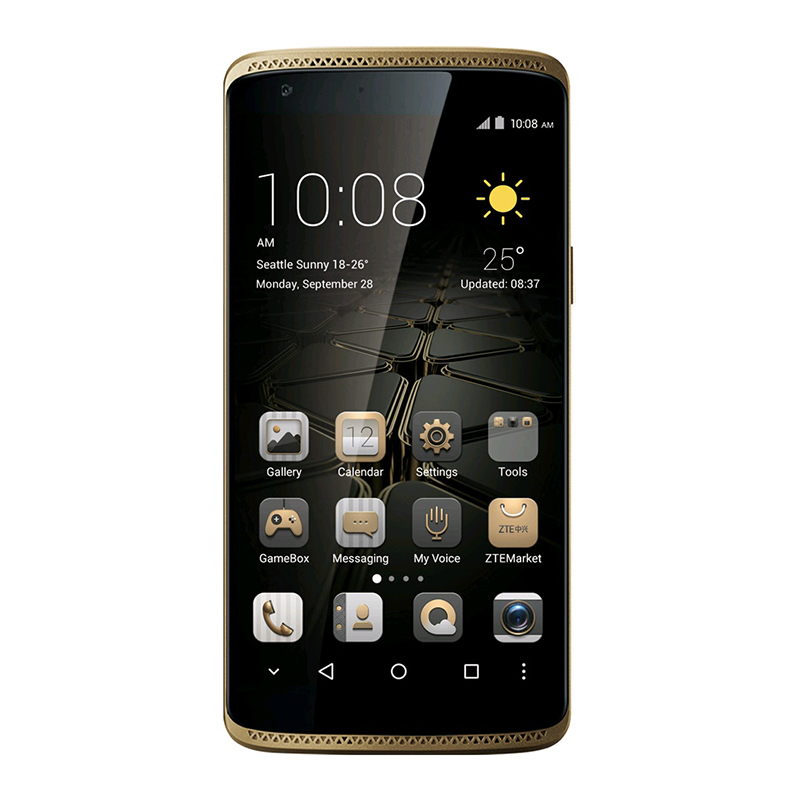 10:08 AM
10:08
AM
Seattle Sunny 18-26°
Monday, September 28
25°
Updated: 08:37
12
Gallery
Calendar
Settings
Tools
GameBox
Messaging
My Voice
ZTE中兴
ZTEMarket